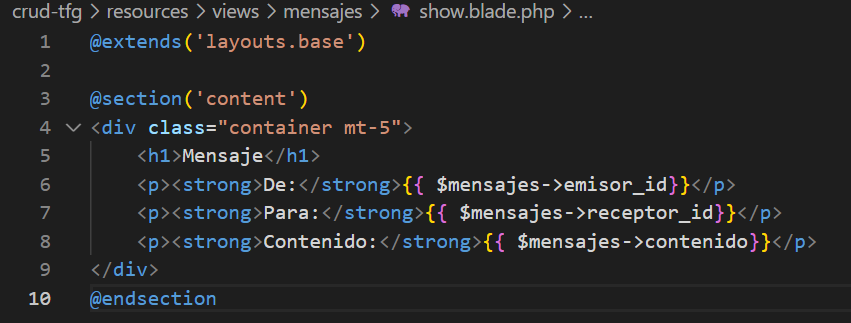 crud-tfg > resources > views > mensajes > show.blade.php > ...
1 @extends('layouts.base')
2
3 @section('content')
4 <div class="container mt-5">
5     <h1>Mensaje</h1>
6     <p><strong>De:</strong>{{ $mensajes->emisor_id}}</p>
7     <p><strong>Para:</strong>{{ $mensajes->receptor_id}}</p>
8     <p><strong>Contenido:</strong>{{ $mensajes->contenido}}</p>
9 </div>
10 @endsection